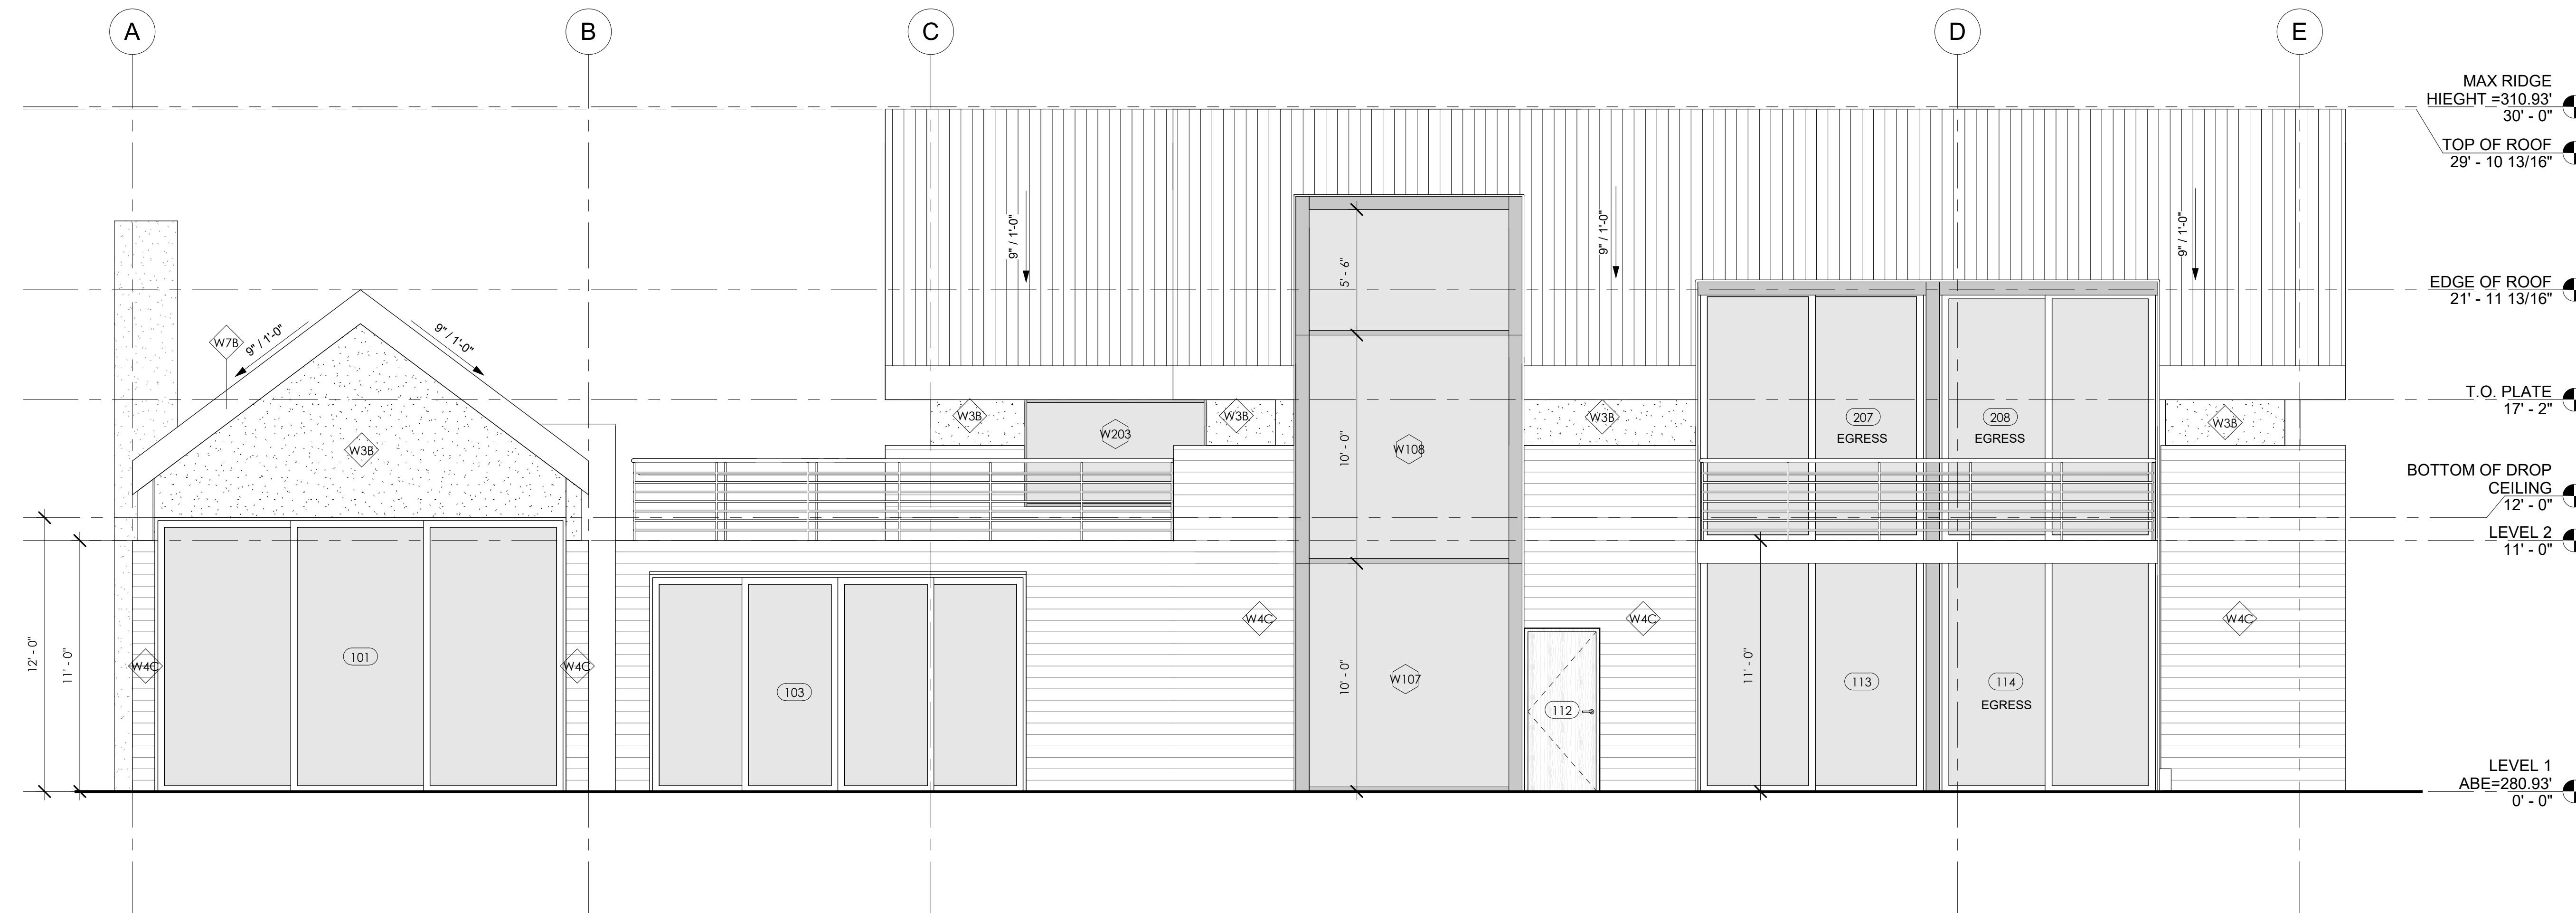 A
B
C
D
E
MAX RIDGE
HIEGHT =310.93'
30' - 0"
TOP OF ROOF
29' - 10 13/16"
EDGE OF ROOF
21' - 11 13/16"
T.O. PLATE
17' - 2"
BOTTOM OF DROP
CEILING
12' - 0"
LEVEL 2
11' - 0"
LEVEL 1
ABE=280.93'
0' - 0"
9" / 1'-0"
9" / 1'-0"
9" / 1'-0"
5' - 6"
W7B
9" / 1'-0"
9" / 1'-0"
W3B
W3B
W203
W3B
10' - 0"
W108
W3B
207
EGRESS
208
EGRESS
W3B
12' - 0"
11' - 0"
W4C
101
W4C
103
W4C
10' - 0"
W107
112
W4C
11' - 0"
113
114
EGRESS
W4C